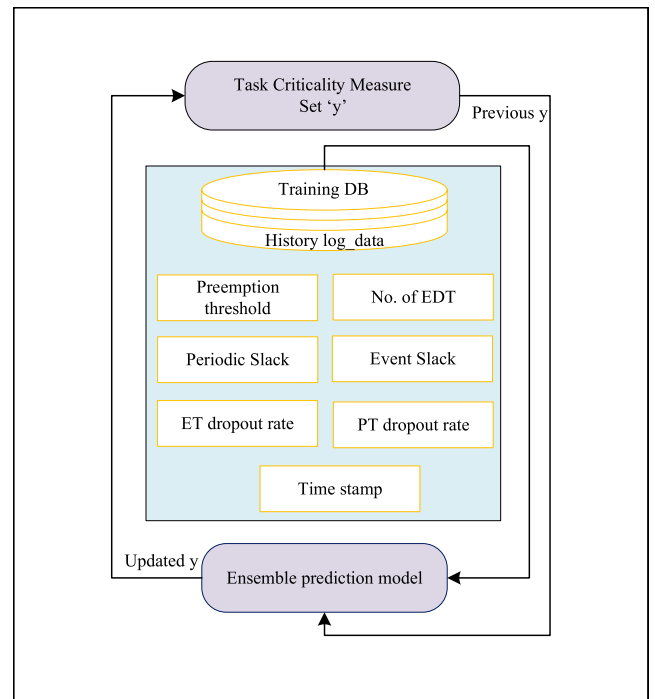 Task Criticality Measure
Set ‘y’
Previous y
Training DB
History log_data
Preemption
threshold
No. of EDT
Periodic Slack
Event Slack
ET dropout rate
PT dropout rate
Time stamp
Updated y
Ensemble prediction model